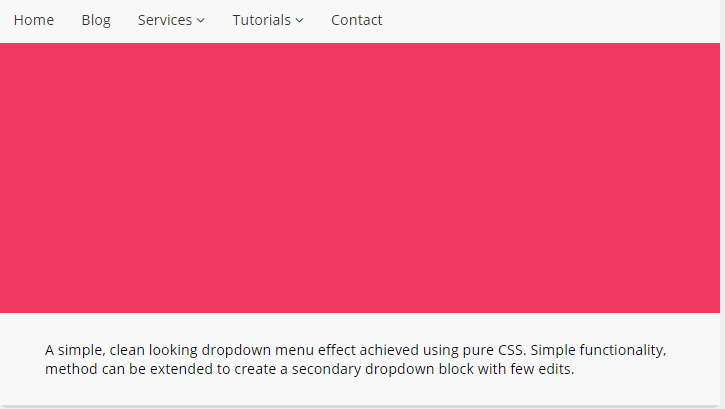 Home Blog Services Tutorials Contact
A simple, clean looking dropdown menu effect achieved using pure CSS. Simple functionality,
method can be extended to create a secondary dropdown block with few edits.